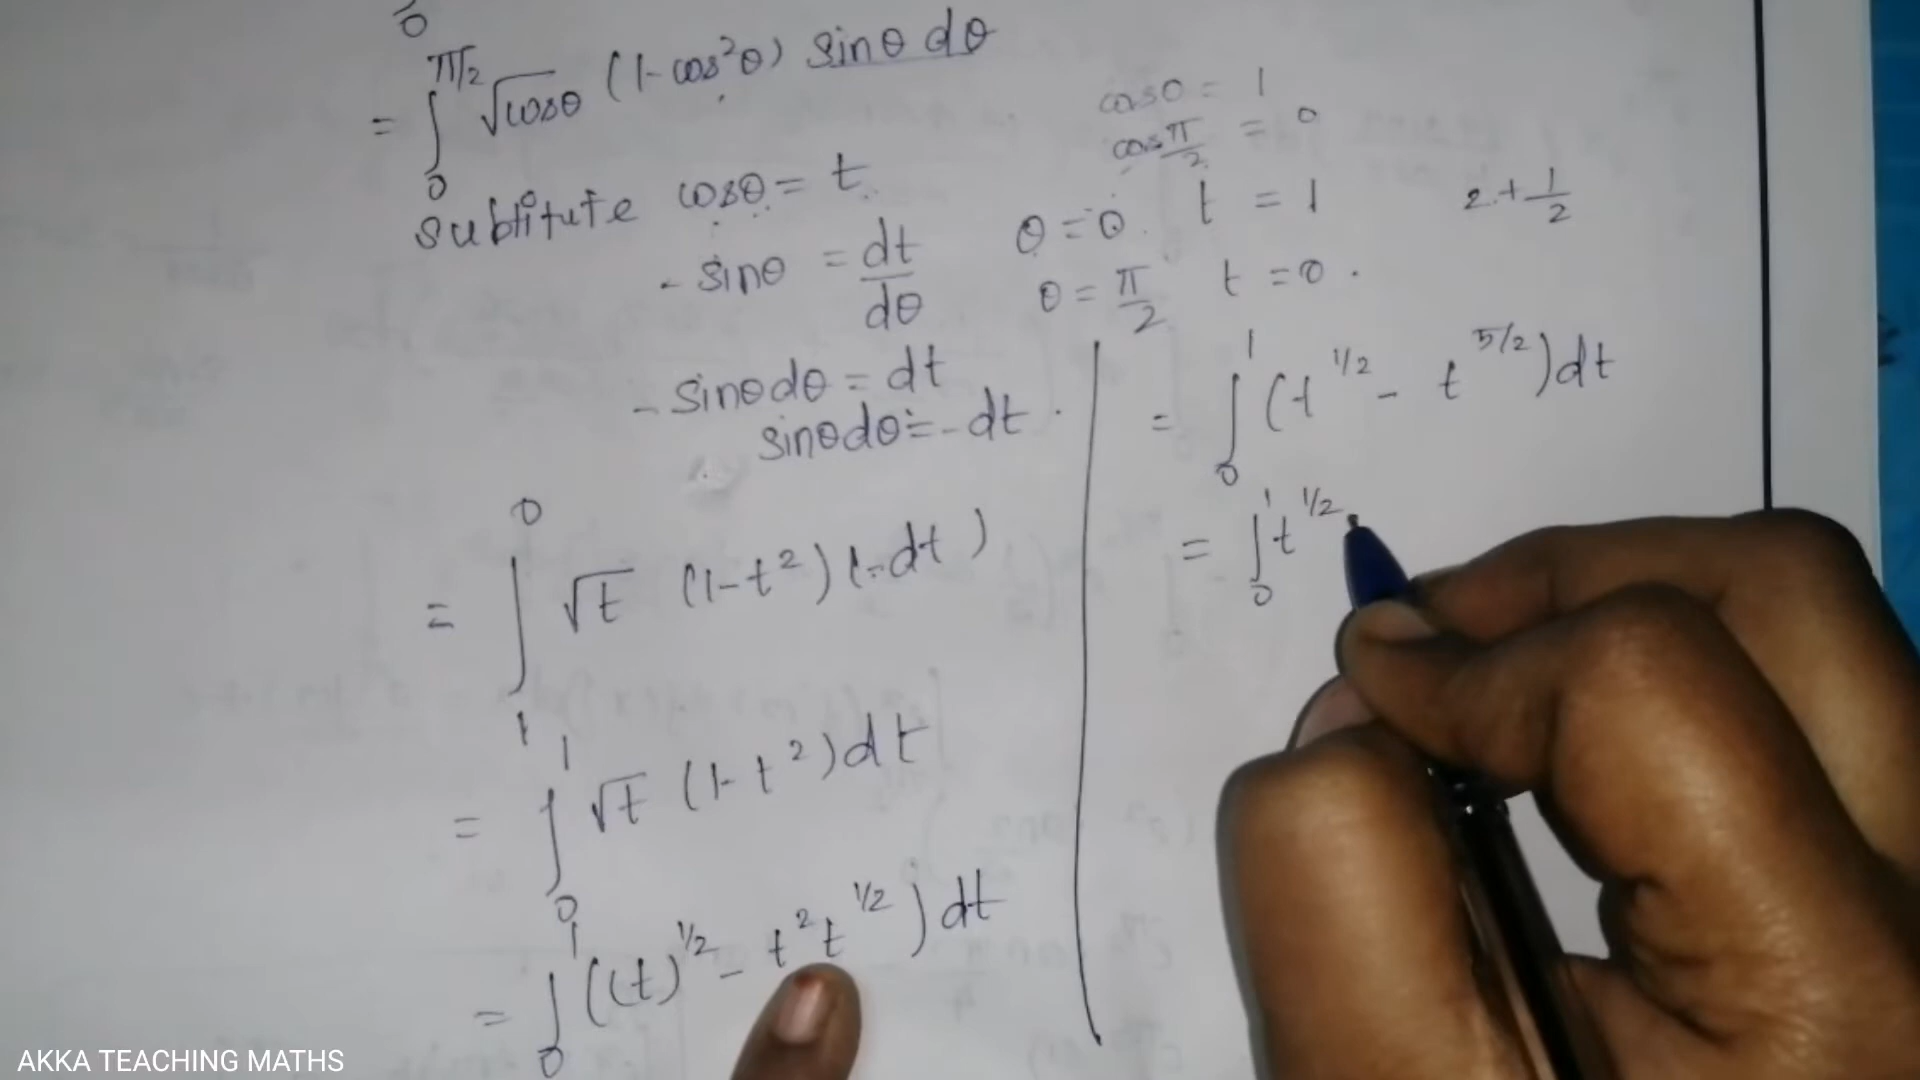 0
= ∫₀^{π/2} √cosθ (1-cos²θ) sinθ dθ
subtitute cosθ = t
-sinθ = dt/dθ
-sinθdθ = dt
sinθdθ = -dt
cos0 = 1
cos π/2 = 0
θ = 0 t = 1
θ = π/2 t = 0.
2 + 1/2
= ∫₁^0 √t (1-t²) (-dt)
= ∫₀^1 √t (1-t²)dt
= ∫₀^1 ((t)^{1/2} - t² t^{1/2}) dt
= ∫₀^1 (t^{1/2} - t^{5/2})dt
= ∫₀^1 t^{1/2}
AKKA TEACHING MATHS